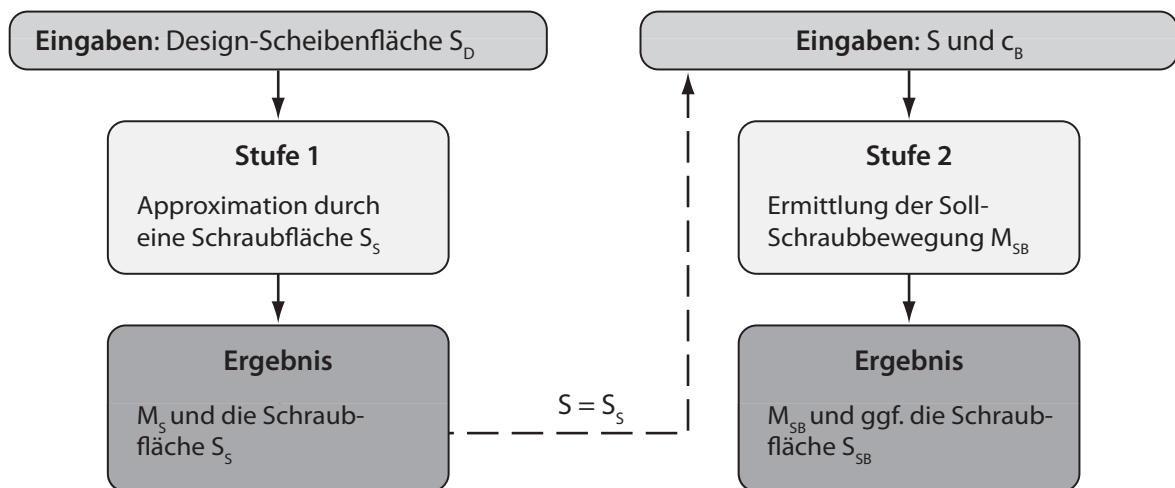 Eingaben: Design-Scheibenfläche S_D
Stufe 1
Approximation durch
eine Schraubfläche S_S
Ergebnis
M_S und die Schraub-
fläche S_S
S = S_S
Eingaben: S und c_B
Stufe 2
Ermittlung der Soll-
Schraubbewegung M_SB
Ergebnis
M_SB und ggf. die Schraub-
fläche S_SB